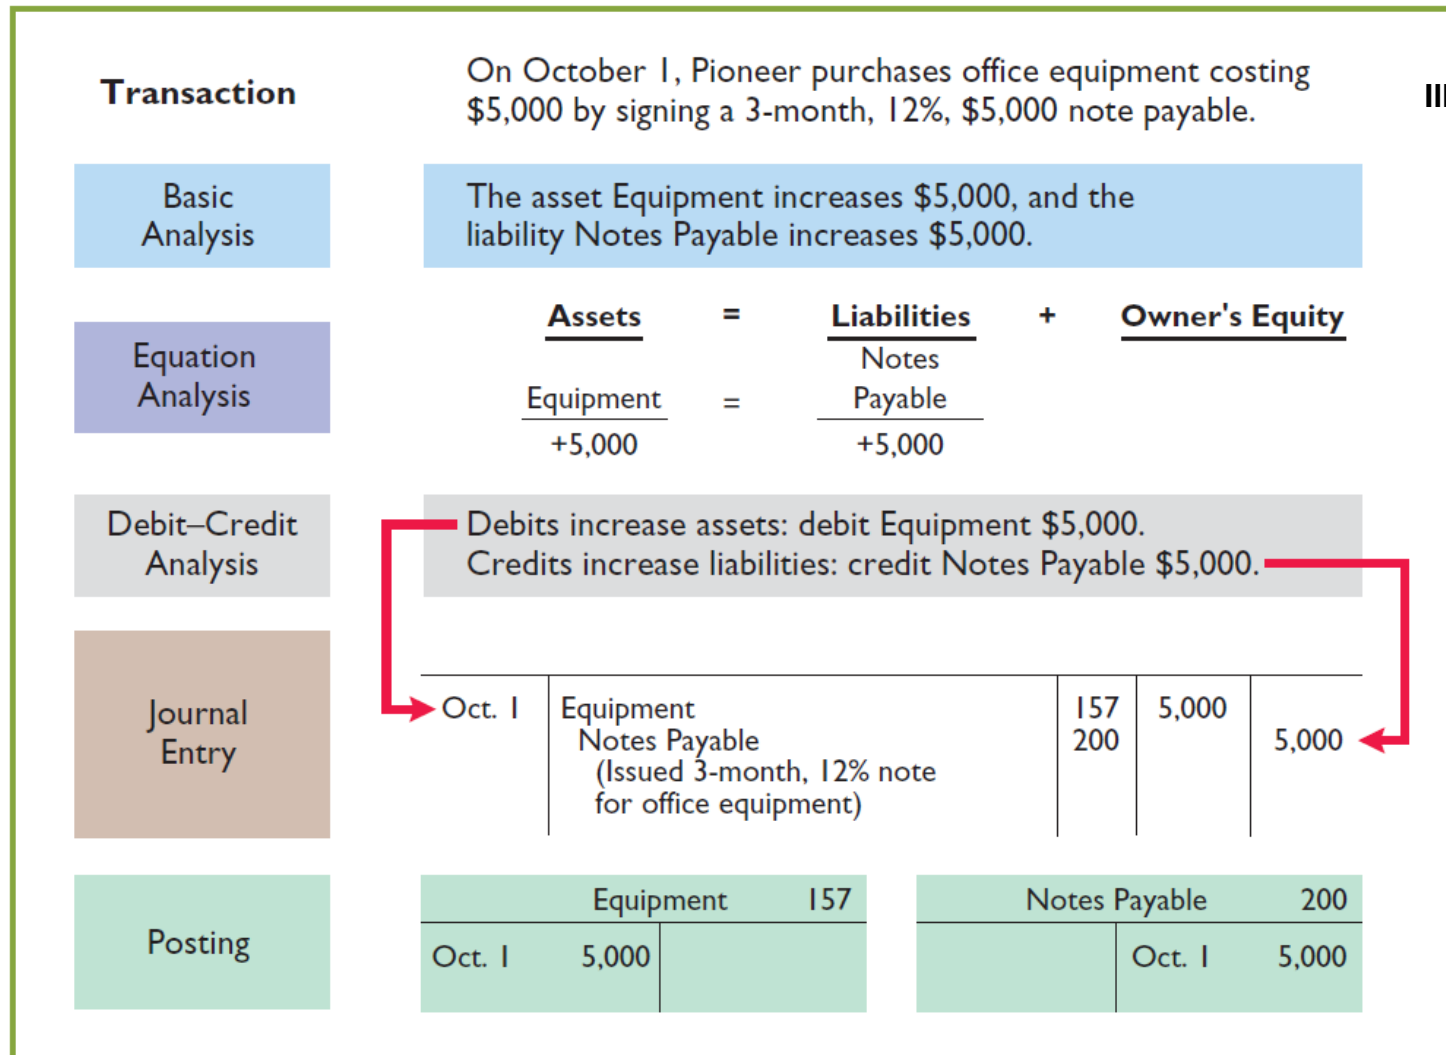 Transaction
On October 1, Pioneer purchases office equipment costing
$5,000 by signing a 3-month, 12%, $5,000 note payable.
Basic
Analysis
The asset Equipment increases $5,000, and the
liability Notes Payable increases $5,000.
Equation
Analysis
Assets = Liabilities + Owner's Equity
Notes
Equipment = Payable
+5,000 +5,000
Debit–Credit
Analysis
Debits increase assets: debit Equipment $5,000.
Credits increase liabilities: credit Notes Payable $5,000.
Journal
Entry
Oct. 1 Equipment 157 5,000
Notes Payable 200 5,000
(Issued 3-month, 12% note
for office equipment)
Posting
Equipment 157
Oct. 1 5,000
Notes Payable 200
Oct. 1 5,000